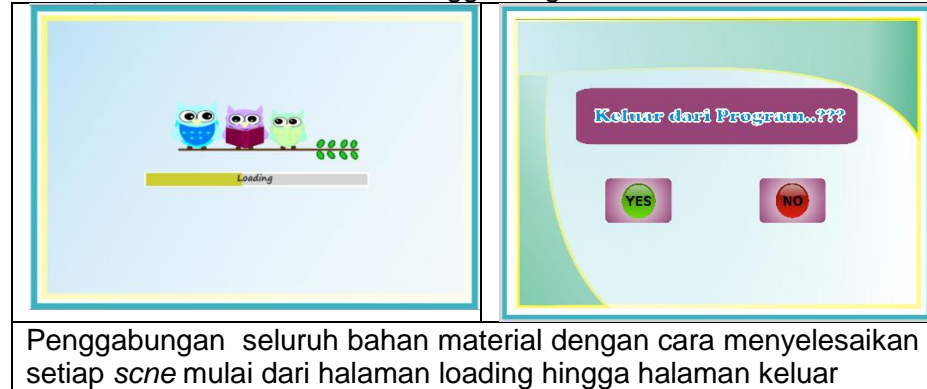 Loading
Keluar dari Program..???
YES NO
Penggabungan seluruh bahan material dengan cara menyelesaikan
setiap scne mulai dari halaman loading hingga halaman keluar